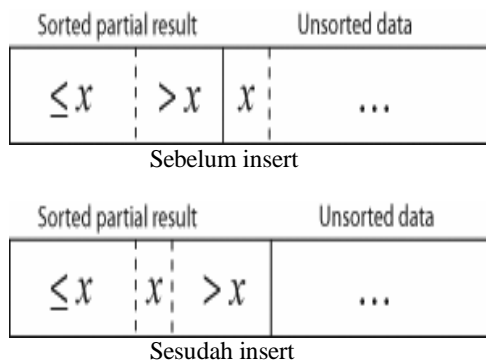 Sorted partial result Unsorted data
≤x >x x ...
Sebelum insert
Sorted partial result Unsorted data
≤x x >x ...
Sesudah insert